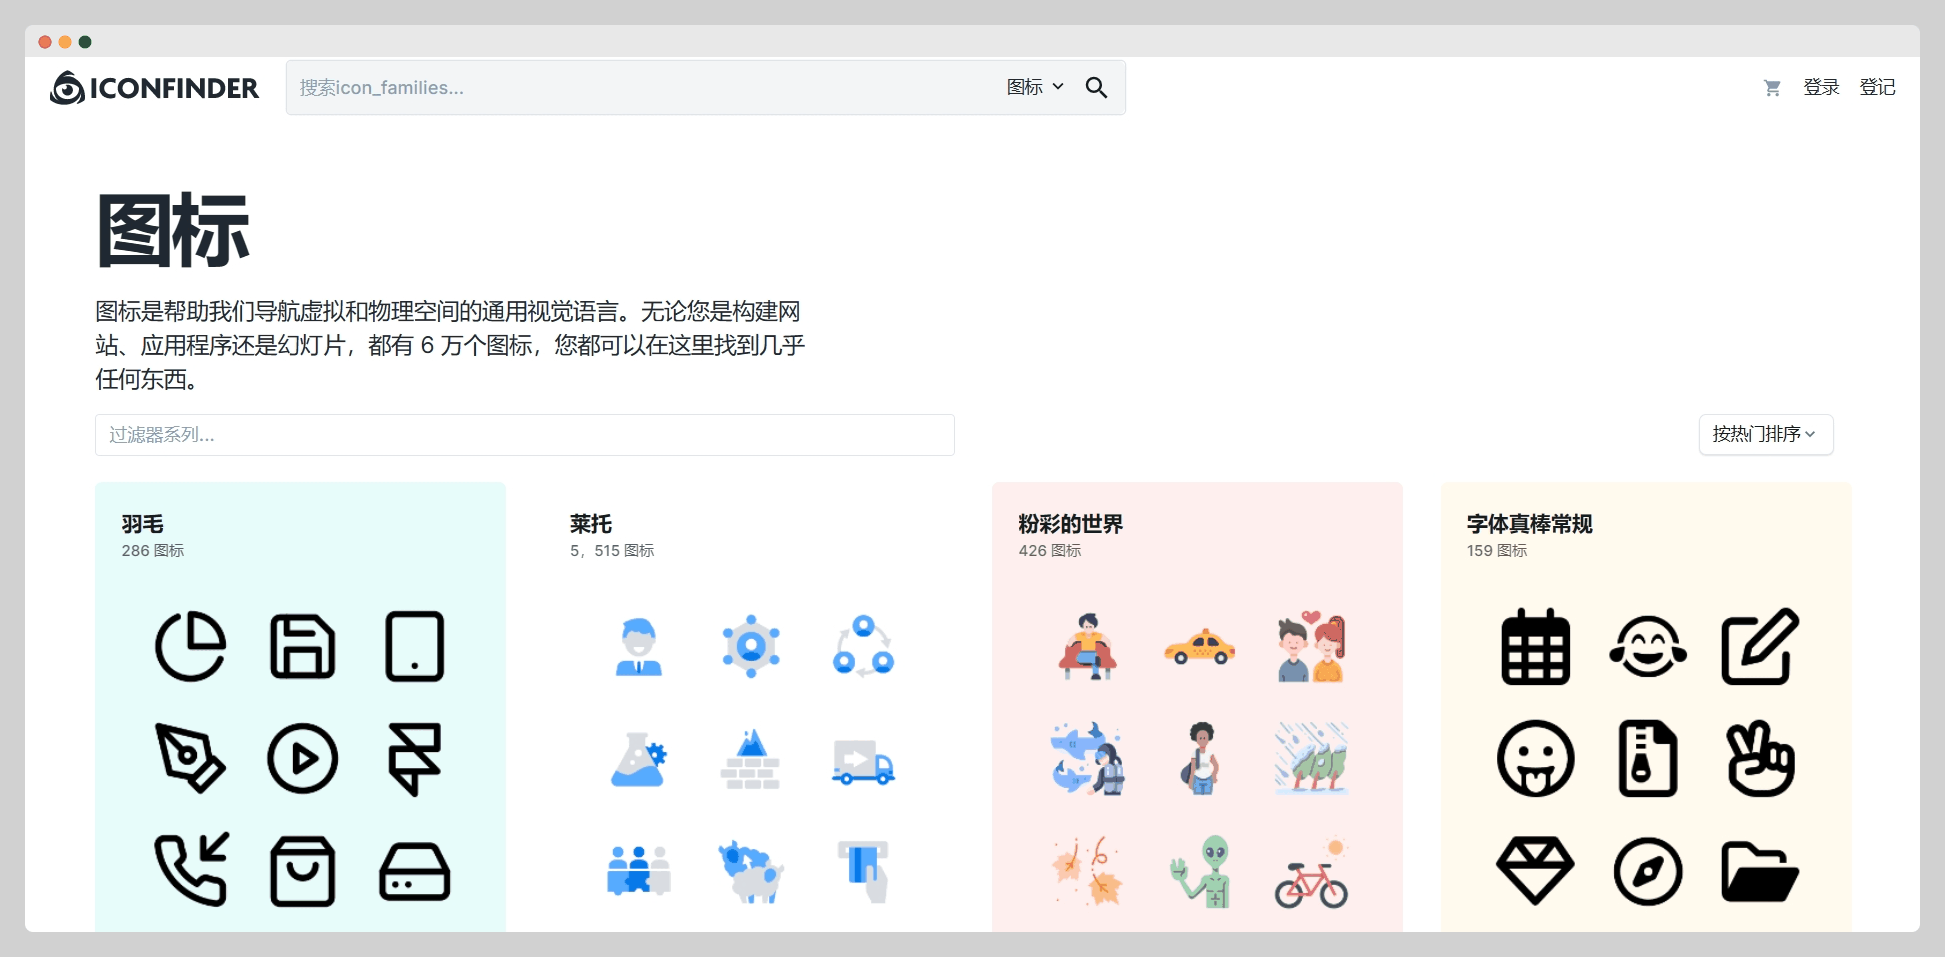 ICONFINDER
搜索icon_families...
图标
登录
登记
图标
图标是帮助我们导航虚拟和物理空间的通用视觉语言。无论您是构建网
站、应用程序还是幻灯片，都有 6 万个图标，您都可以在这里找到几乎
任何东西。
过滤器系列...
按热门排序
羽毛
286 图标
莱托
5，515 图标
粉彩的世界
426 图标
字体真棒常规
159 图标